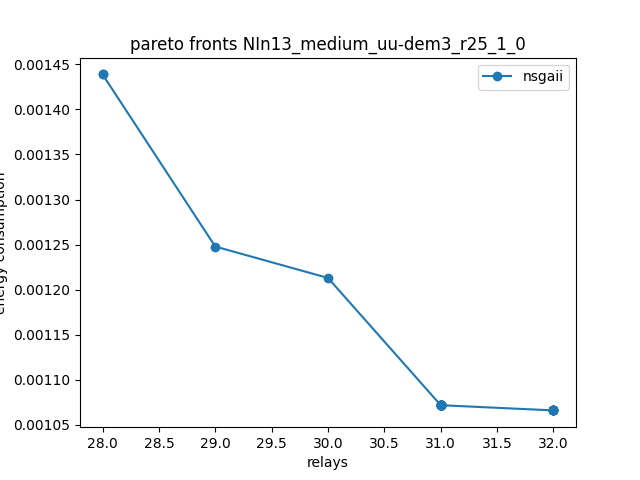 pareto fronts NIn13_medium_uu-dem3_r25_1_0
nsgaii
0.00145
0.00140
0.00135
0.00130
0.00125
0.00120
0.00115
0.00110
0.00105
energy consumption
28.0 28.5 29.0 29.5 30.0 30.5 31.0 31.5 32.0
relays